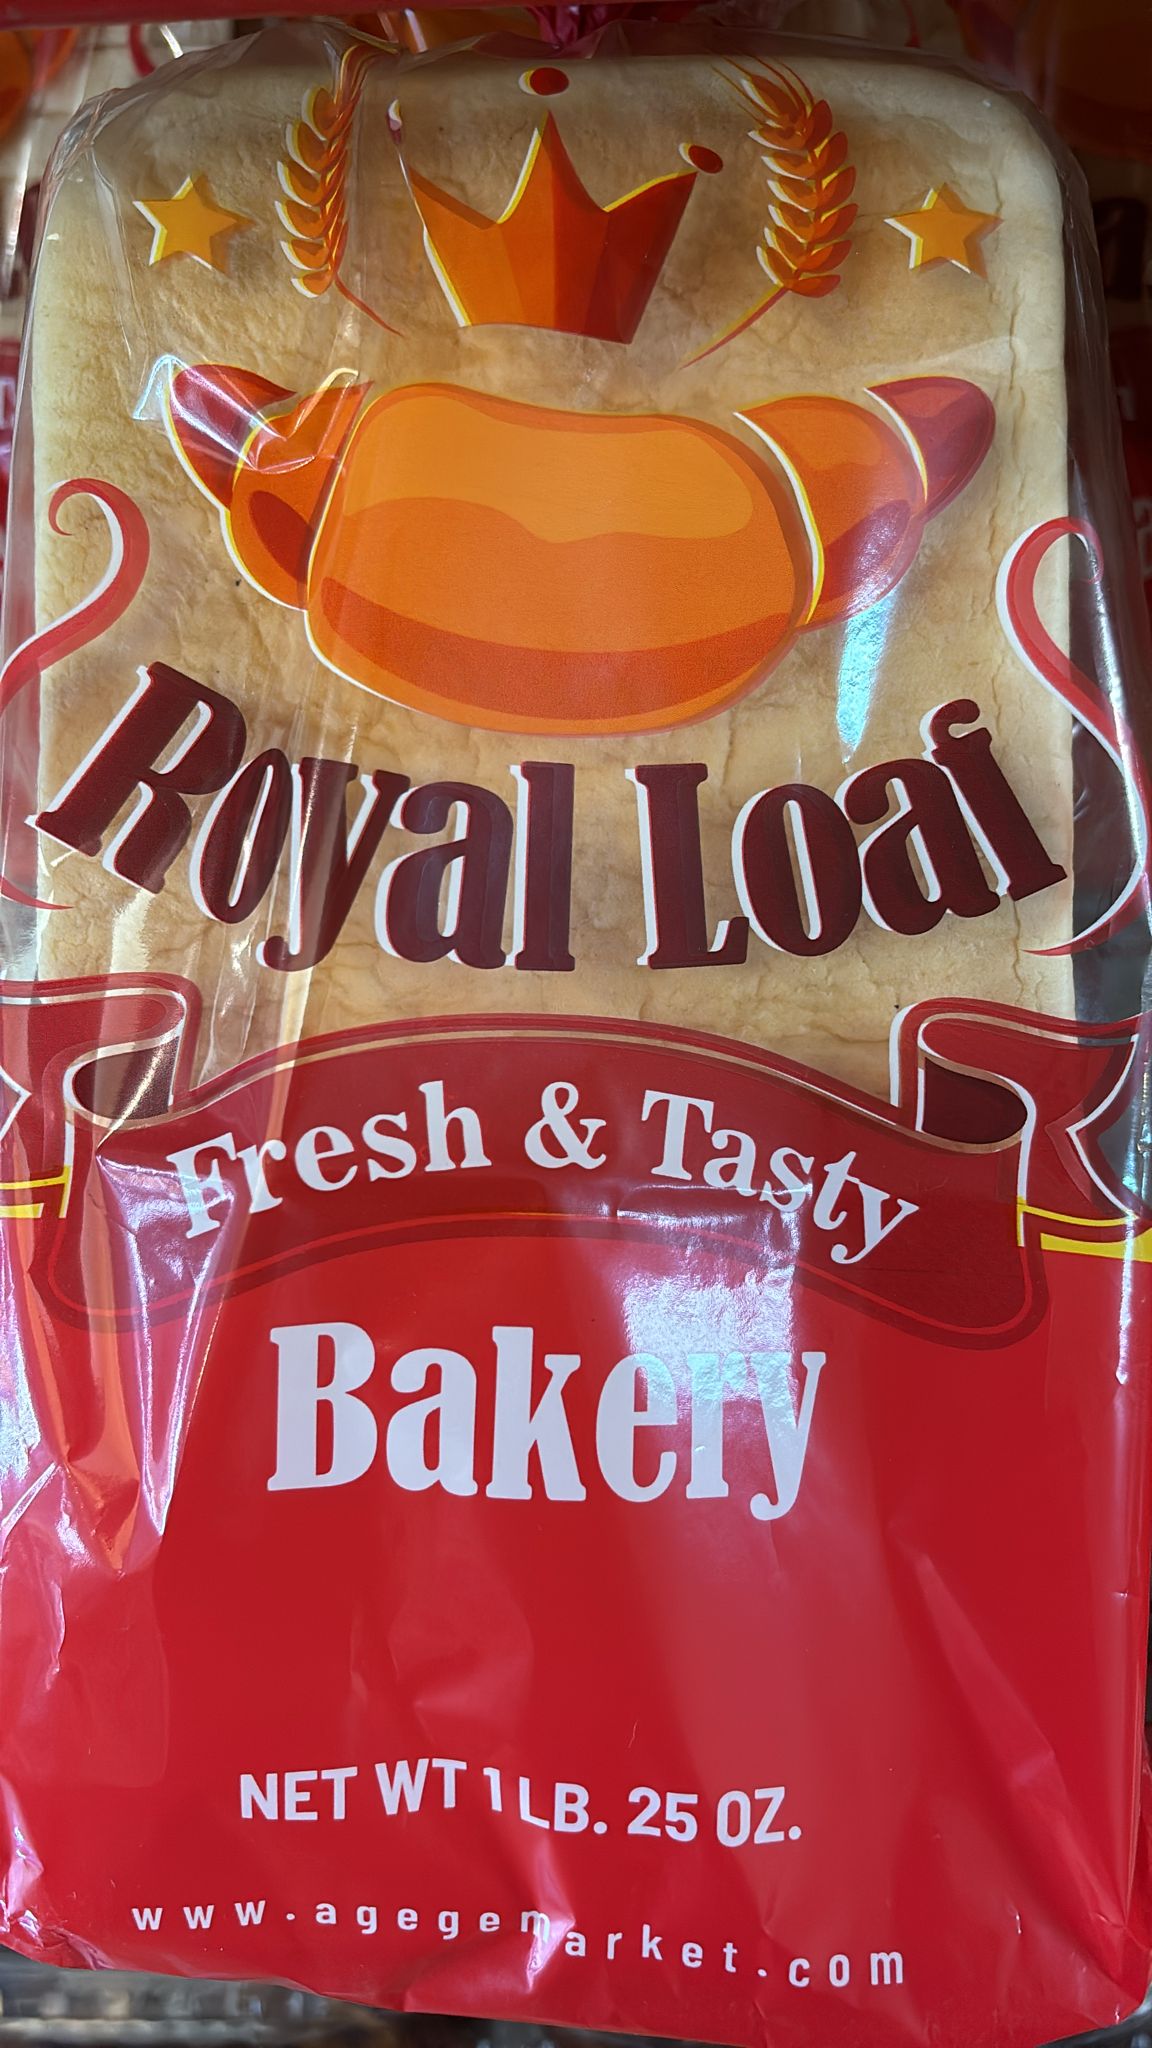 Royal Loaf
Fresh & Tasty
Bakery
NET WT 1 LB. 25 OZ.
www.agegemarket.com